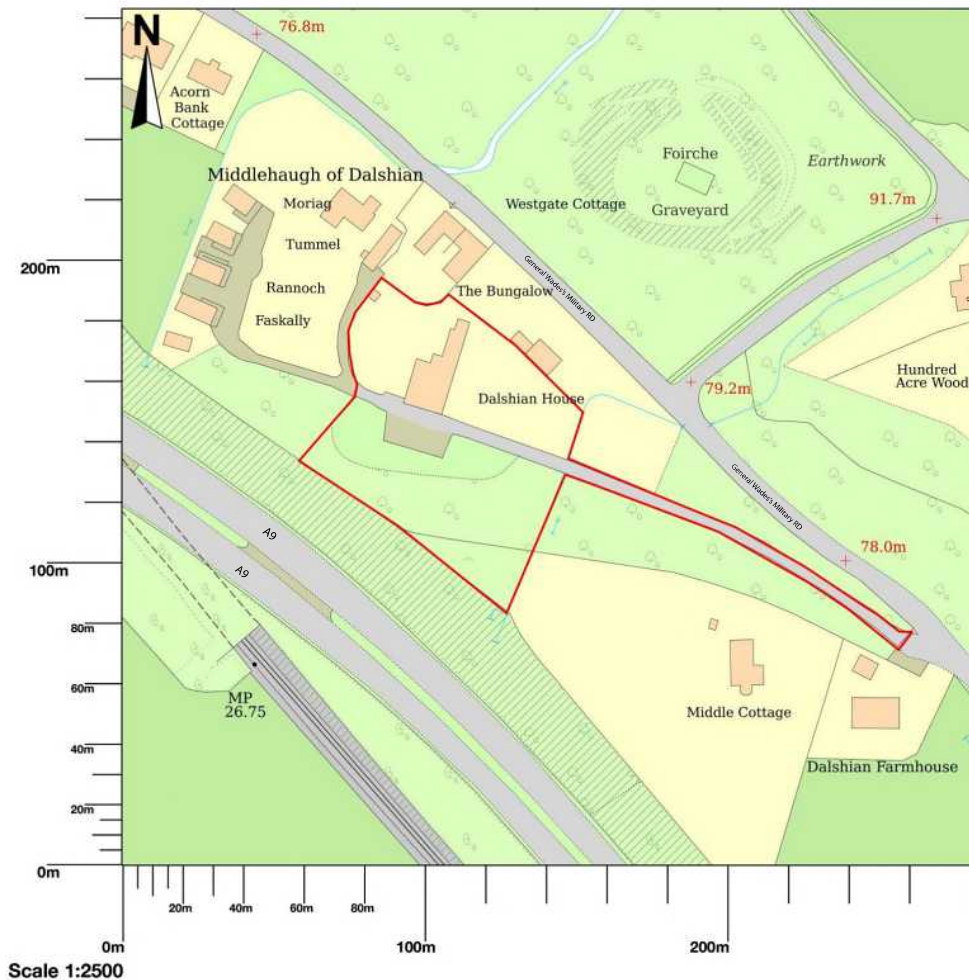 N
76.8m
Acorn
Bank
Cottage
Middlehaugh of Dalshian
Moriag
Tummel
Rannoch
Faskally
Foirche
Graveyard
Earthwork
Westgate Cottage
91.7m
200m
General Wades's Military RD
The Bungalow
Dalshian House
79.2m
Hundred
Acre Wood
General Wades's Military RD
A9
A9
100m
78.0m
80m
60m
40m
20m
0m
MP
26.75
Middle Cottage
Dalshian Farmhouse
20m
40m
60m
80m
0m
100m
200m
Scale 1:2500